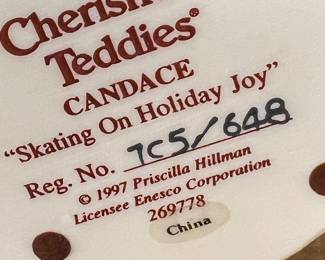 Cherished
Teddies®
CANDACE
"Skating On Holiday Joy"
Reg. No. 7C5/648
© 1997 Priscilla Hillman
Licensee Enesco Corporation
269778
China